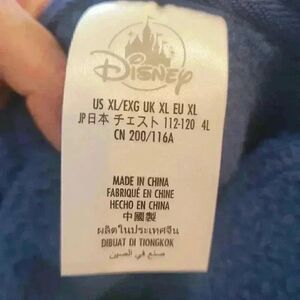 Disney
US XL/EXG UK XL EU XL
JP日本 チェスト 112-120 4L
CN 200/116A
MADE IN CHINA
FABRIQUÉ EN CHINE
HECHO EN CHINA
中國製
ผลิตในประเทศจีน
DIBUAT DI TIONGKOK
صنع في الصين